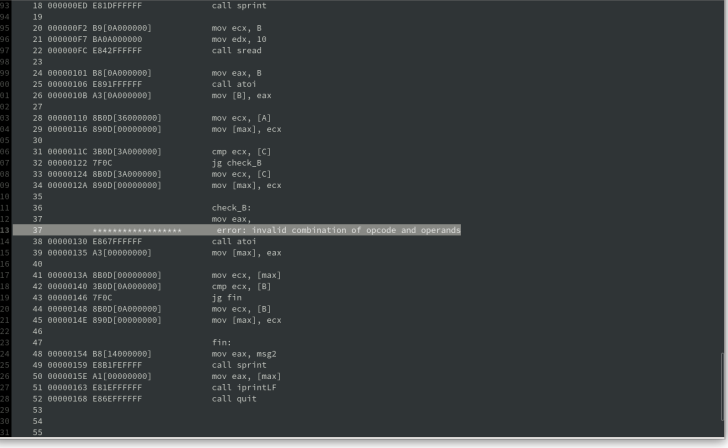 93 18 000000ED E81DFFFFFF call sprint
94 19
95 20 000000F2 B9[0A000000] mov ecx, B
96 21 000000F7 BA0A000000 mov edx, 10
97 22 000000FC E842FFFFFF call sread
98 23
99 24 00000101 B8[0A000000] mov eax, B
00 25 00000106 E891FFFFFF call atoi
01 26 0000010B A3[0A000000] mov [B], eax
02 27
03 28 00000110 8B0D[36000000] mov ecx, [A]
04 29 00000116 890D[00000000] mov [max], ecx
05 30
06 31 0000011C 3B0D[3A000000] cmp ecx, [C]
07 32 00000122 7F0C jg check_B
08 33 00000124 8B0D[3A000000] mov ecx, [C]
09 34 0000012A 890D[00000000] mov [max], ecx
10 35
11 36 check_B:
12 37 mov eax,
13 37 ****************** error: invalid combination of opcode and operands
14 38 00000130 E867FFFFFF call atoi
15 39 00000135 A3[00000000] mov [max], eax
16 40
17 41 0000013A 8B0D[00000000] mov ecx, [max]
18 42 00000140 3B0D[0A000000] cmp ecx, [B]
19 43 00000146 7F0C jg fin
20 44 00000148 8B0D[0A000000] mov ecx, [B]
21 45 0000014E 890D[00000000] mov [max], ecx
22 46
23 47 fin:
24 48 00000154 B8[14000000] mov eax, msg2
25 49 00000159 E8B1FEFFFF call sprint
26 50 0000015E A1[00000000] mov eax, [max]
27 51 00000163 E81EFFFFFF call iprintLF
28 52 00000168 E86EFFFFFF call quit
29 53
30 54
31 55